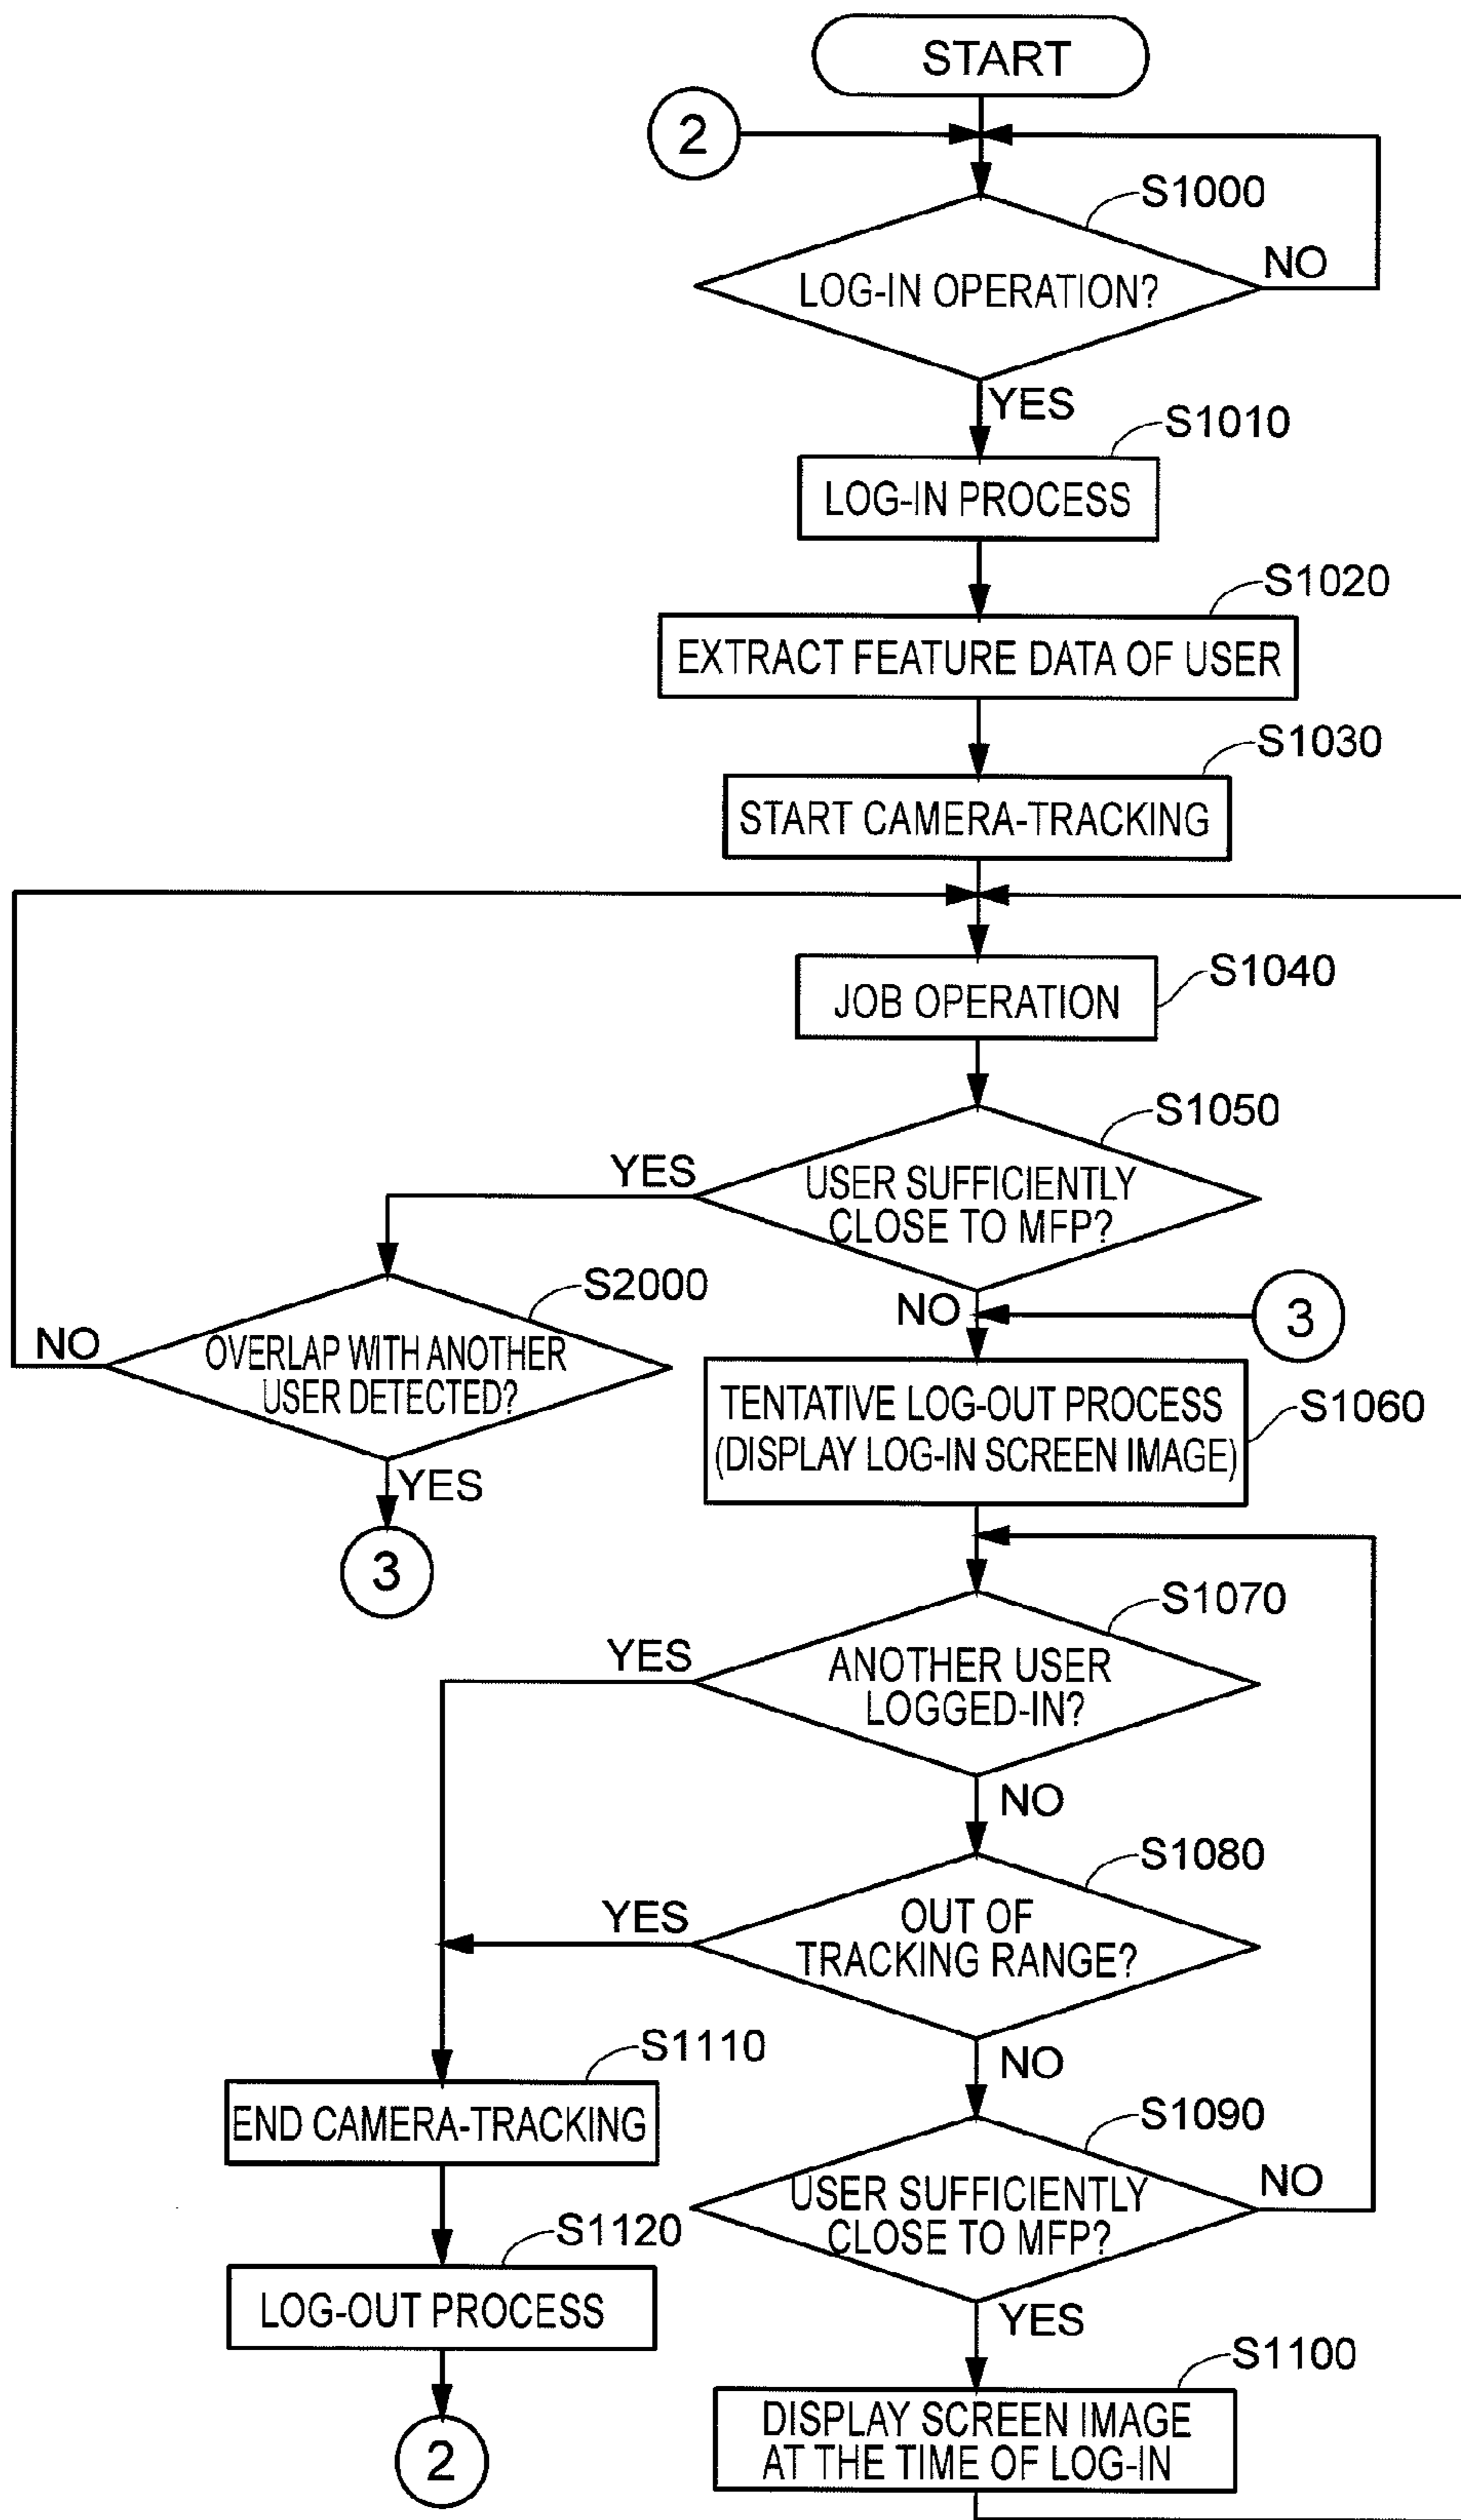 START
2
S1000
LOG-IN OPERATION?
NO
YES
S1010
LOG-IN PROCESS
S1020
EXTRACT FEATURE DATA OF USER
S1030
START CAMERA-TRACKING
S1040
JOB OPERATION
S1050
YES
USER SUFFICIENTLY
CLOSE TO MFP?
S2000
NO
3
NO
OVERLAP WITH ANOTHER
USER DETECTED?
TENTATIVE LOG-OUT PROCESS
(DISPLAY LOG-IN SCREEN IMAGE)
S1060
YES
3
S1070
YES
ANOTHER USER
LOGGED-IN?
NO
S1080
YES
OUT OF
TRACKING RANGE?
S1110
NO
END CAMERA-TRACKING
S1090
USER SUFFICIENTLY
CLOSE TO MFP?
NO
S1120
LOG-OUT PROCESS
YES
S1100
2
DISPLAY SCREEN IMAGE
AT THE TIME OF LOG-IN